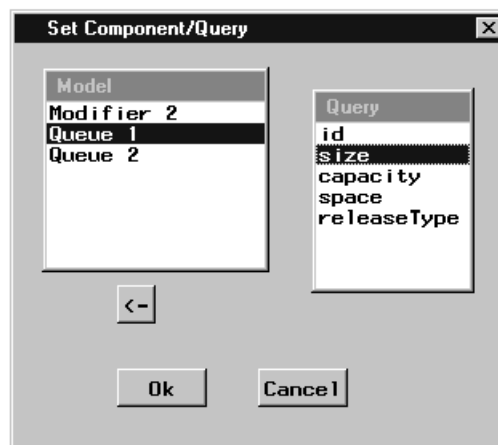 Set Component/Query
Model
Modifier 2
Queue 1
Queue 2
Query
id
size
capacity
space
releaseType
<-
Ok
Cancel